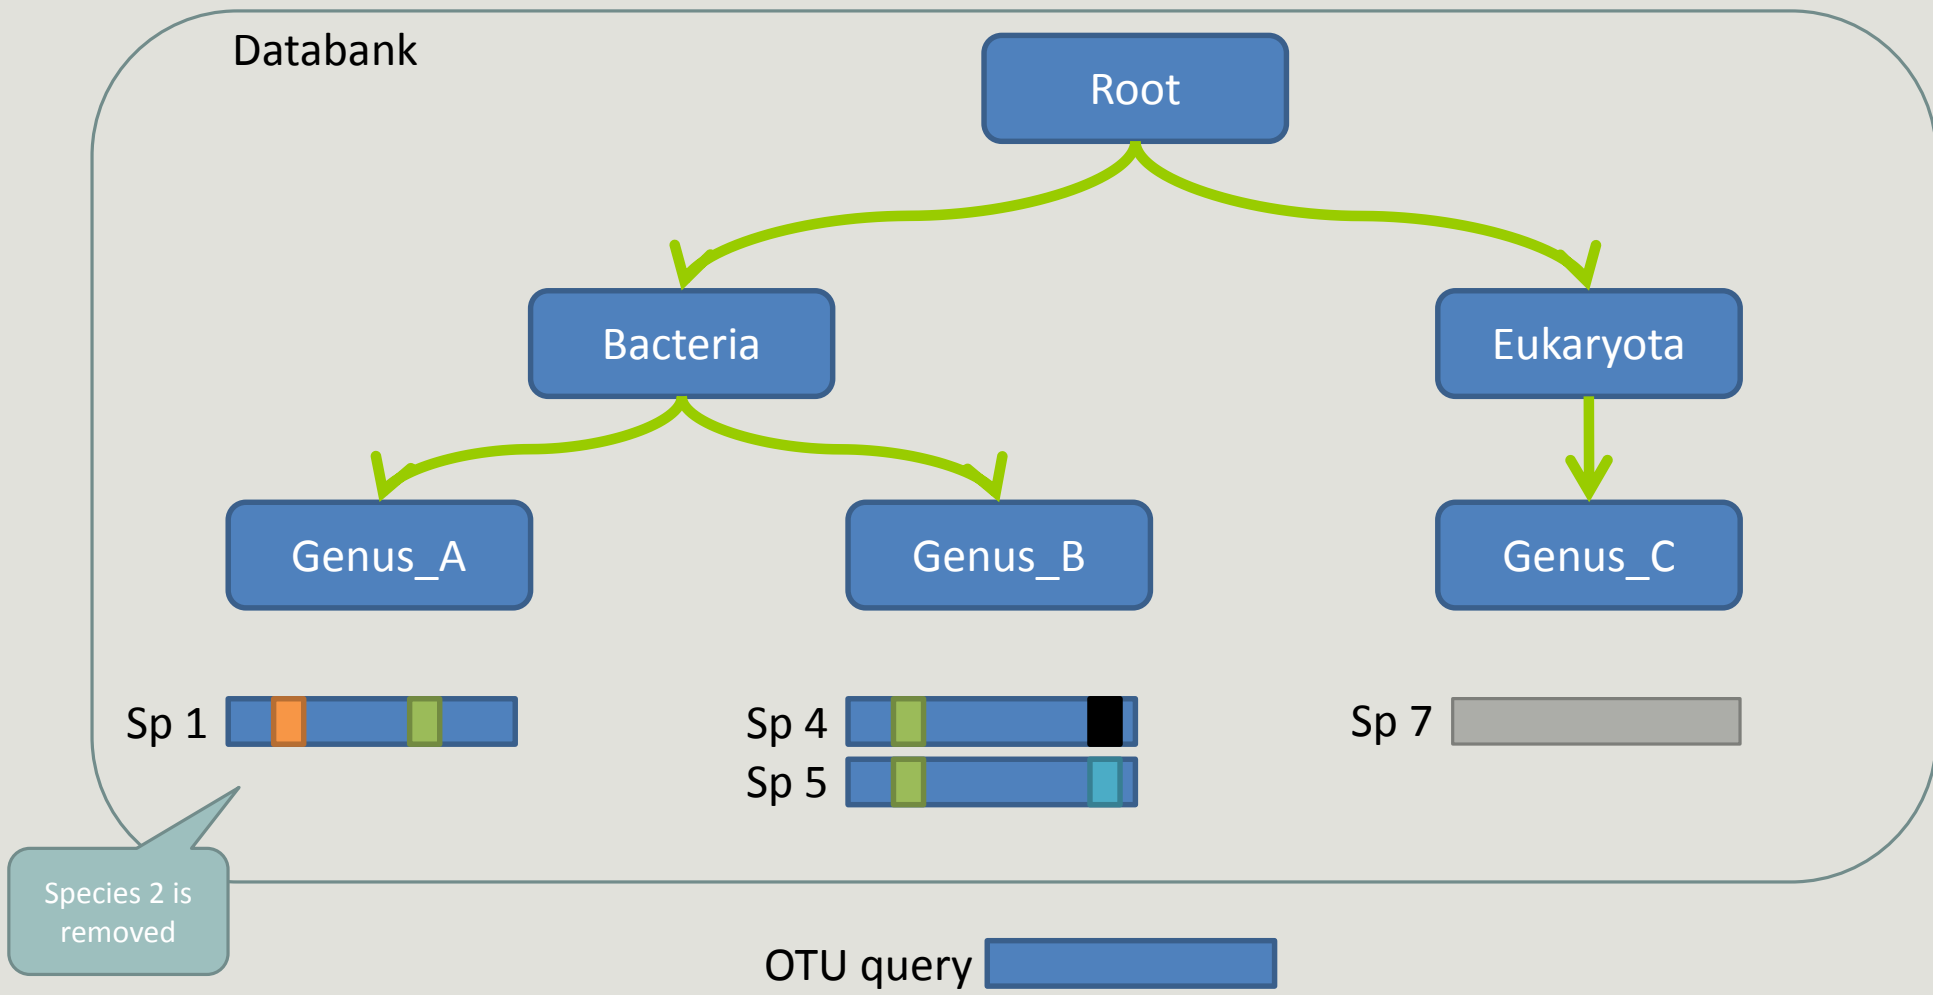 Databank
Root
Bacteria
Eukaryota
Genus_A
Genus_B
Genus_C
Sp 1
Sp 4
Sp 7
Sp 5
Species 2 is
removed
OTU query